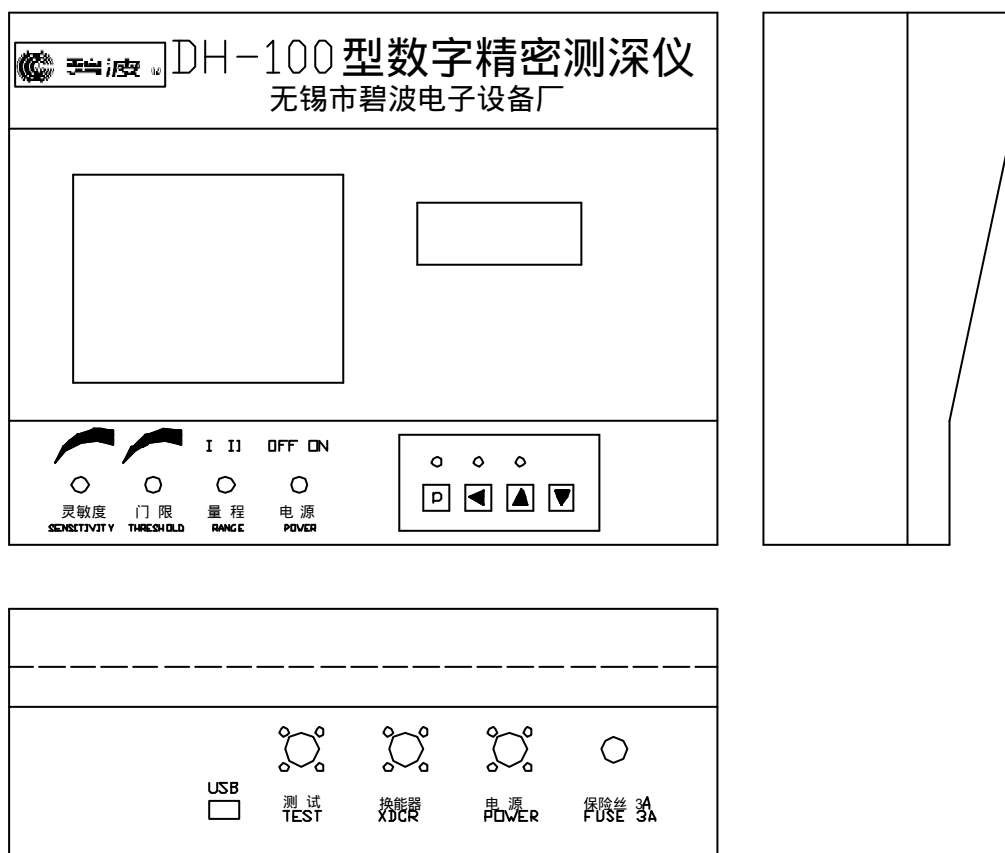 碧波 ® DH-100型数字精密测深仪
无锡市碧波电子设备厂
I II OFF ON
P
灵敏度 门 限 量 程 电 源
SENSITIVITY THRESHOLD RANGE POWER
USB
测 试 换能器 电 源 保险丝 3A
TEST XDCR POWER FUSE 3A